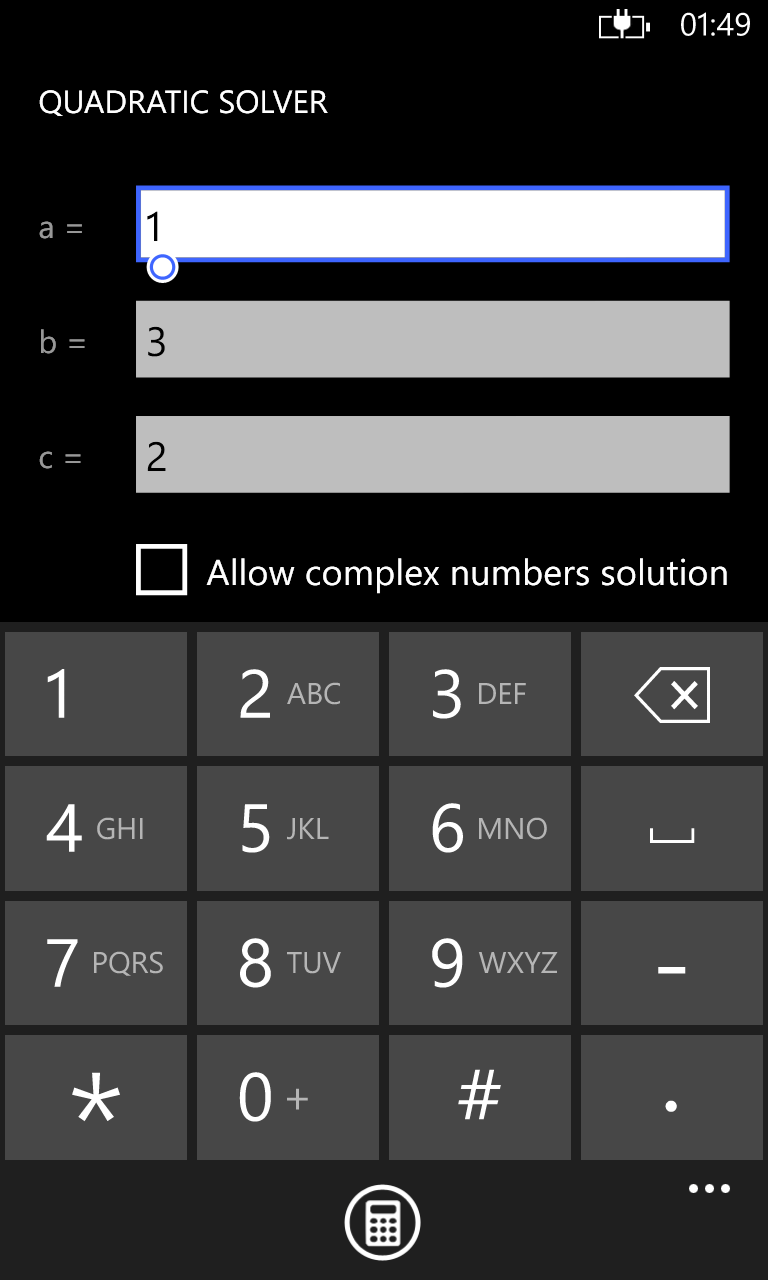 01:49
QUADRATIC SOLVER
a = 1
b = 3
c = 2
Allow complex numbers solution
1 2 ABC 3 DEF
4 GHI 5 JKL 6 MNO
7 PQRS 8 TUV 9 WXYZ -
* 0 + # .